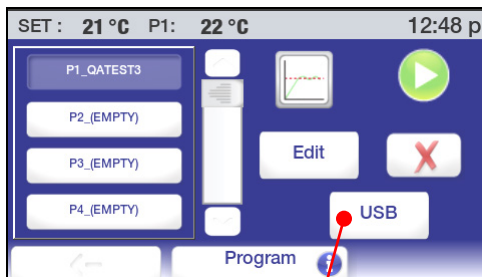 SET : 21 °C P1: 22 °C 12:48 p
P1_QATEST3
P2_(EMPTY)
P3_(EMPTY)
P4_(EMPTY)
Edit
USB
Program